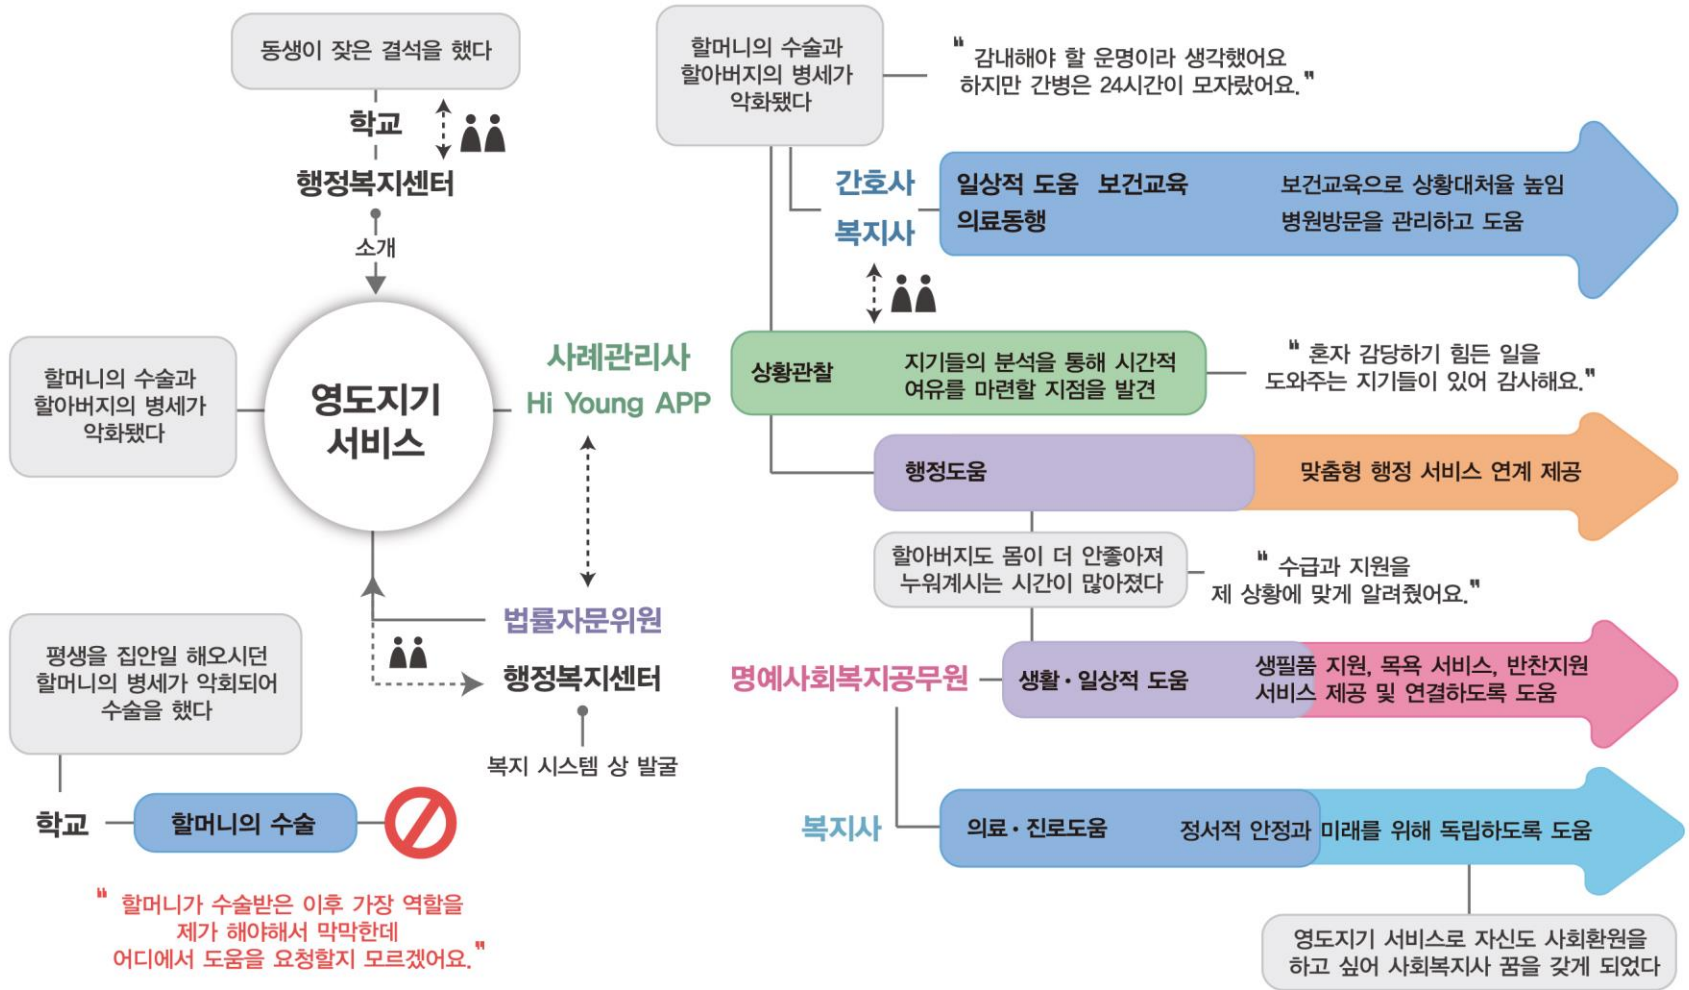 동생이 잦은 결석을 했다
학교
행정복지센터
소개
할머니의 수술과
할아버지의 병세가
악화됐다
영도지기
서비스
사례관리사
Hi Young APP
법률자문위원
행정복지센터
복지 시스템 상 발굴
평생을 집안일 해오시던
할머니의 병세가 악회되어
수술을 했다
학교
할머니의 수술
" 할머니가 수술받은 이후 가장 역할을
제가 해야해서 막막한데
어디에서 도움을 요청할지 모르겠어요."
할머니의 수술과
할아버지의 병세가
악화됐다
" 감내해야 할 운명이라 생각했어요
하지만 간병은 24시간이 모자랐어요."
간호사
복지사
일상적 도움 보건교육
의료동행
보건교육으로 상황대처율 높임
병원방문을 관리하고 도움
상황관찰
지기들의 분석을 통해 시간적
여유를 마련할 지점을 발견
" 혼자 감당하기 힘든 일을
도와주는 지기들이 있어 감사해요."
행정도움
맞춤형 행정 서비스 연계 제공
할아버지도 몸이 더 안좋아져
누워계시는 시간이 많아졌다
" 수급과 지원을
제 상황에 맞게 알려줬어요."
명예사회복지공무원
생활·일상적 도움
생필품 지원, 목욕 서비스, 반찬지원
서비스 제공 및 연결하도록 도움
복지사
의료·진로도움
정서적 안정과 미래를 위해 독립하도록 도움
영도지기 서비스로 자신도 사회환원을
하고 싶어 사회복지사 꿈을 갖게 되었다